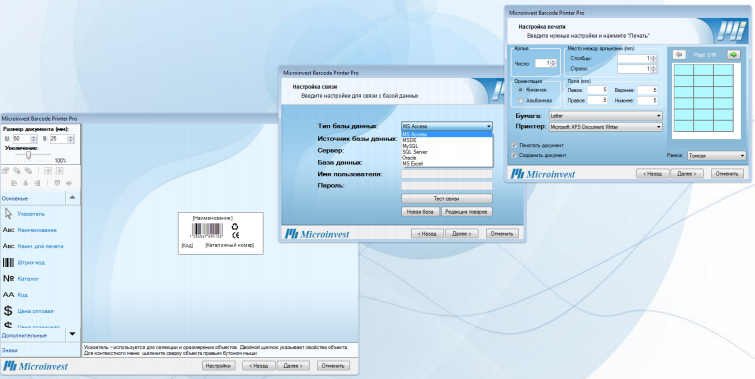 Microinvest Barcode Printer Pro
Настройка печати
Введите нужные настройки и нажмите "Печать"
Копия
Число: 1
Место между ярлыками (mm)
Столбцы: 1
Строки: 1
Ориентация
Книжная
Альбомная
Поля (mm)
Левое: 5 Верхнее: 5
Правое: 5 Нижнее: 5
Бумага: Letter
Принтер: Microsoft XPS Document Writer
Печатать документ
Сохранить документ
Рамка: Тонкая
Microinvest
< Назад Далее > Отменить
Microinvest Barcode Printer Pro
Настройка связи
Введите настройки для связи с базой данных
Тип базы данных: MS Access
MS Access
MSDE
MySQL
SQL Server
Oracle
MS Excel
Источник базы данных:
Сервер:
База данных:
Имя пользователя:
Пароль:
Тест связи
Новая база Редакция товаров
Microinvest
< Назад Далее > Отменить
Microinvest Barcode Printer Pro
Размер документа (мм):
Ш: 50 В: 25
Увеличение:
100%
Основные
Указатель
ABC Наименование
ABC Наим. для печати
Штрих-код
№ Каталог
AA Код
$ Цена оптовая
Дополнительные
Знаки
[Наименование]
[Код] [Каталожный номер]
Указатель - используется для селекции и оразмерения объектов. Двойной щелчок указывает свойства объекта.
Для контекстного меню щелкните сверху объекта правым бутоном мыши
Microinvest
Настройки < Назад Далее > Отменить